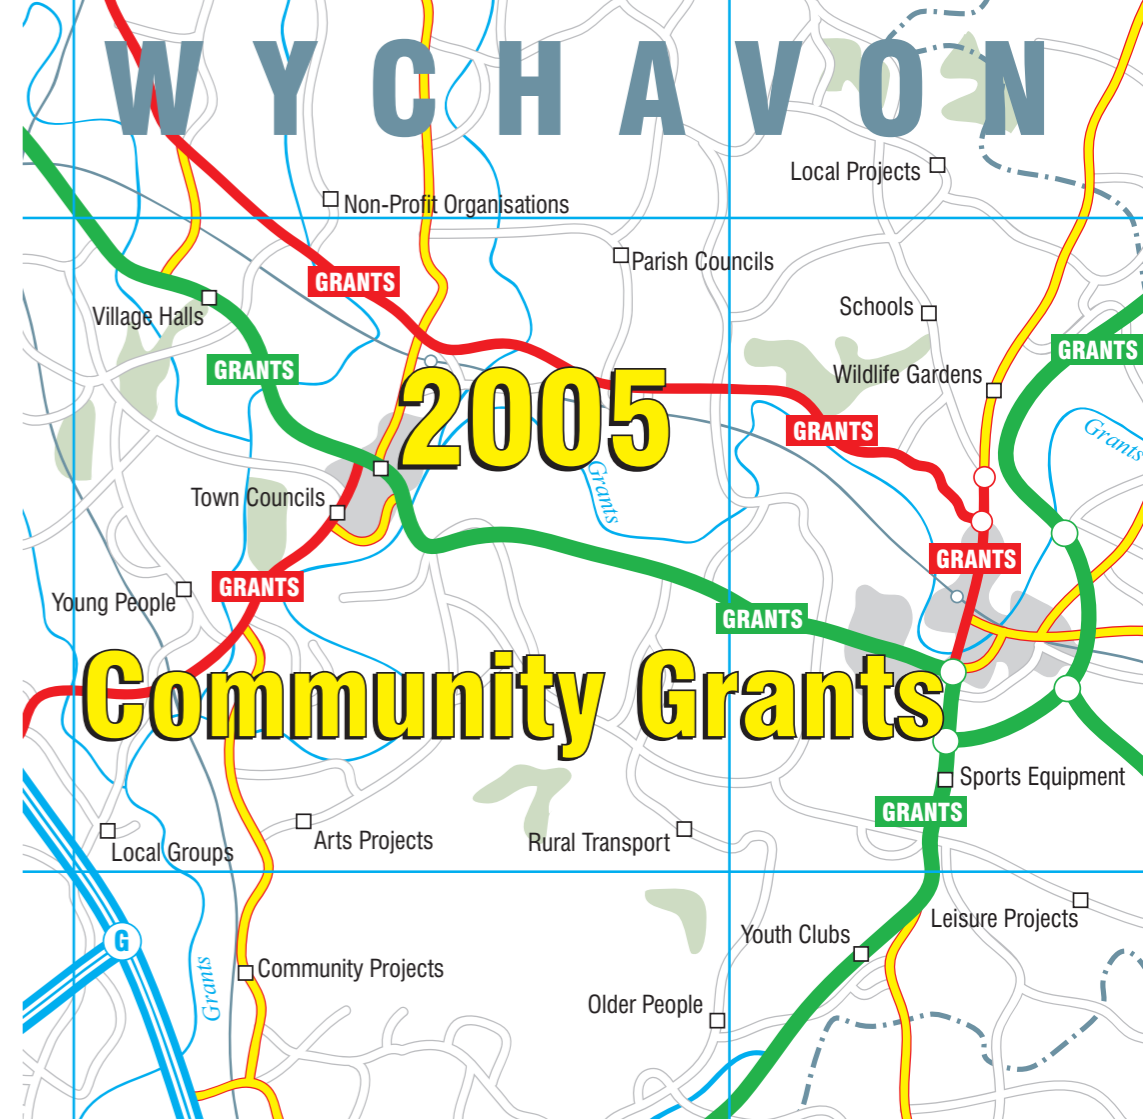 WYCHAVON
Local Projects
Non-Profit Organisations
Parish Councils
GRANTS
Village Halls
Schools
GRANTS
GRANTS
Wildlife Gardens
2005
GRANTS
Grants
Grants
Town Councils
GRANTS
GRANTS
Young People
GRANTS
Community Grants
Sports Equipment
GRANTS
Arts Projects
Rural Transport
Local Groups
Leisure Projects
Youth Clubs
G
Community Projects
Grants
Older People